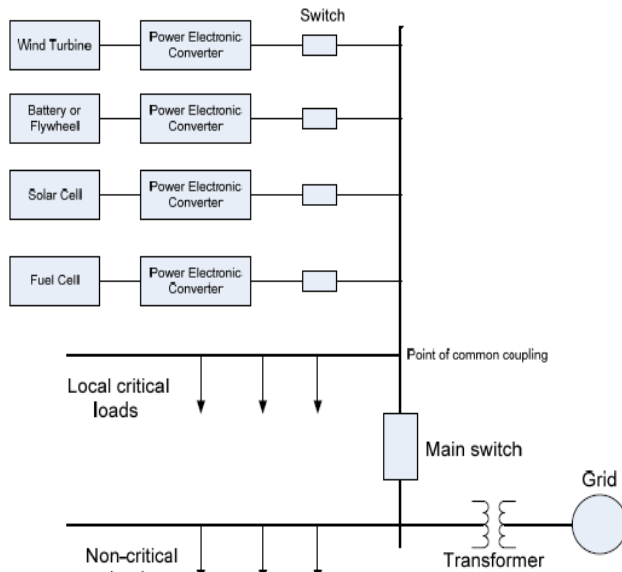 Switch
Wind Turbine
Power Electronic
Converter
Battery or
Flywheel
Power Electronic
Converter
Solar Cell
Power Electronic
Converter
Fuel Cell
Power Electronic
Converter
Point of common coupling
Local critical
loads
Main switch
Grid
Non-critical
Transformer